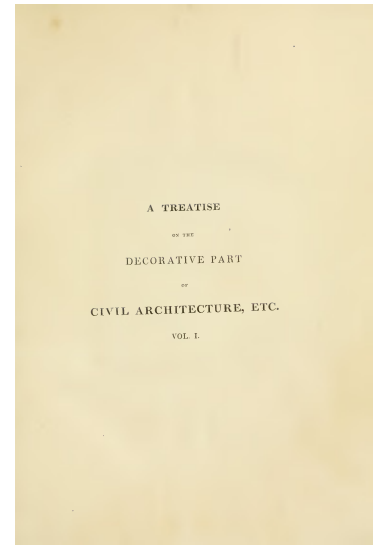 A TREATISE
ON THE
DECORATIVE PART
OF
CIVIL ARCHITECTURE, ETC.
VOL. I.